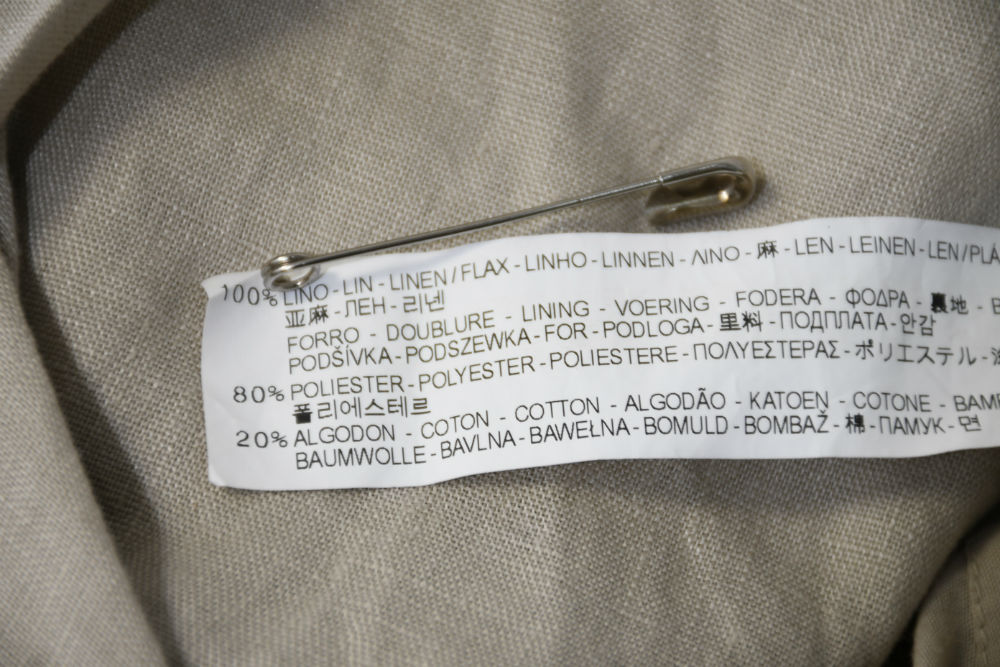 100% LINO - LIN - LINEN / FLAX - LINHO - LINNEN - ΛΙΝΟ - 麻 - LEN - LEINEN - LEN /
亚麻 - ЛЕН - 리넨
FORRO - DOUBLURE - LINING - VOERING - FODERA - ΦΟΔΡΑ - 裏地 -
PODŠÍVKA - PODSZEWKA - FOR - PODLOGA - 里料 - ПОДПЛАТА - 안감
80% POLIESTER - POLYESTER - POLIESTERE - ΠΟΛΥΕΣΤΕΡΑΣ - ポリエステル -
폴리에스테르
20% ALGODON - COTON - COTTON - ALGODÃO - KATOEN - COTONE -
BAUMWOLLE - BAVLNA - BAWEŁNA - BOMULD - BOMBAŽ - 棉 - ПАМУК - 면